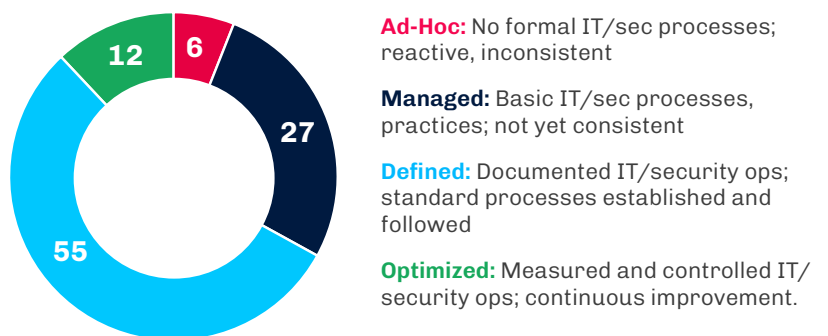 6
12
27
55
Ad-Hoc: No formal IT/sec processes;
reactive, inconsistent
Managed: Basic IT/sec processes,
practices; not yet consistent
Defined: Documented IT/security ops;
standard processes established and
followed
Optimized: Measured and controlled IT/
security ops; continuous improvement.